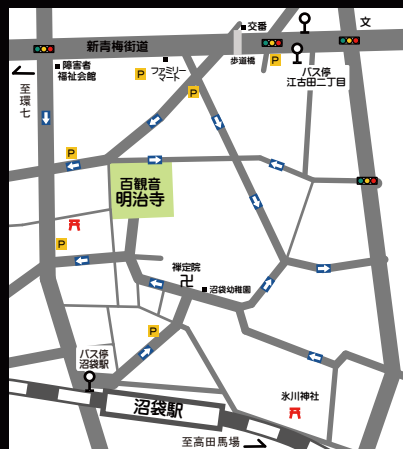 文
交番
新青梅街道
歩道橋
障害者
福祉会館
P
ファミリー
マート
P
P
バス停
江古田二丁目
至環七
P
百観音
明治寺
P
禅定院
卍
沼袋幼稚園
P
バス停
沼袋駅
氷川神社
沼袋駅
至高田馬場